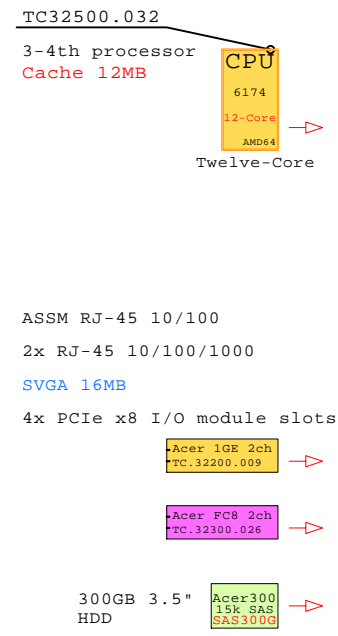 TC32500.032
3-4th processor
Cache 12MB
CPU
6174
12-Core
AMD64
Twelve-Core
ASSM RJ-45 10/100
2x RJ-45 10/100/1000
SVGA 16MB
4x PCIe x8 I/O module slots
Acer 1GE 2ch
TC.32200.009
Acer FC8 2ch
TC.32300.026
300GB 3.5"
HDD
Acer300
15k SAS
SAS300G